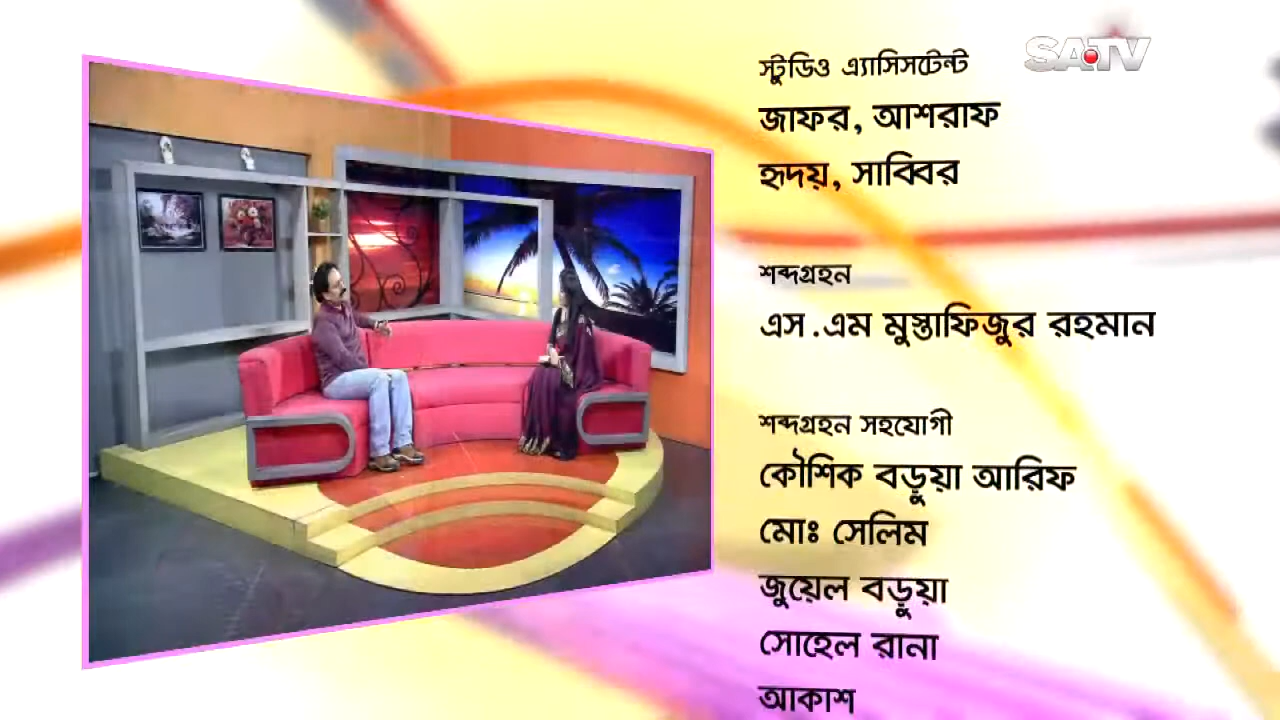 SATV
স্টুডিও এ্যাসিসটেন্ট
জাফর, আশরাফ
হৃদয়, সাব্বির
শব্দগ্রহন
এস.এম মুস্তাফিজুর রহমান
শব্দগ্রহন সহযোগী
কৌশিক বড়ুয়া আরিফ
মোঃ সেলিম
জুয়েল বড়ুয়া
সোহেল রানা
আকাশ